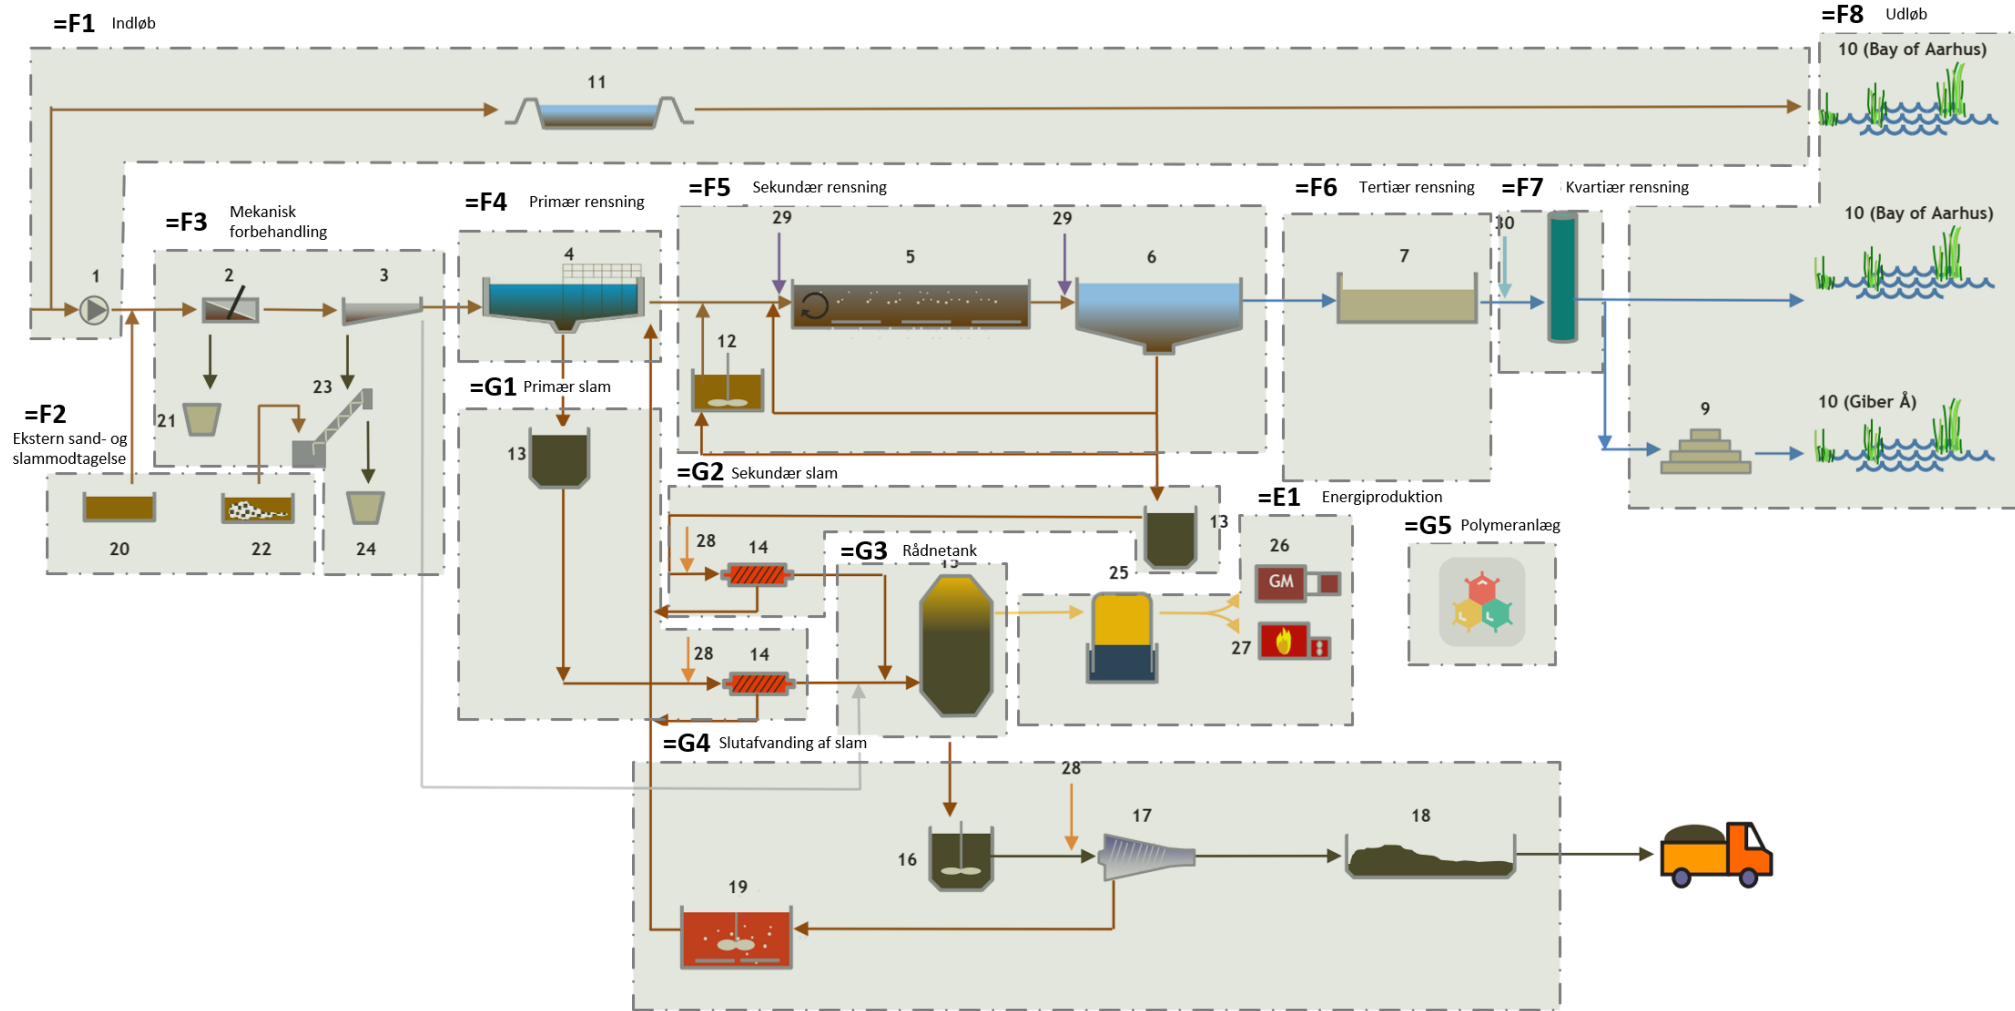 =F1 Indløb
=F8 Udløb
10 (Bay of Aarhus)
11
=F2
Ekstern sand- og
slammodtagelse
=F3 Mekanisk
forbehandling
=F4 Primær rensning
=F5 Sekundær rensning
=F6 Tertiær rensning
=F7 Kvartiær rensning
10 (Bay of Aarhus)
1
2
3
4
29
5
29
6
7
30
12
23
21
9
10 (Giber Å)
20
22
24
=G1 Primær slam
13
=G2 Sekundær slam
13
28
14
28
14
=G3 Rådnetank
25
=E1 Energiproduktion
26
GM
27
=G5 Polymeranlæg
=G4 Slutafvanding af slam
28
16
17
18
19